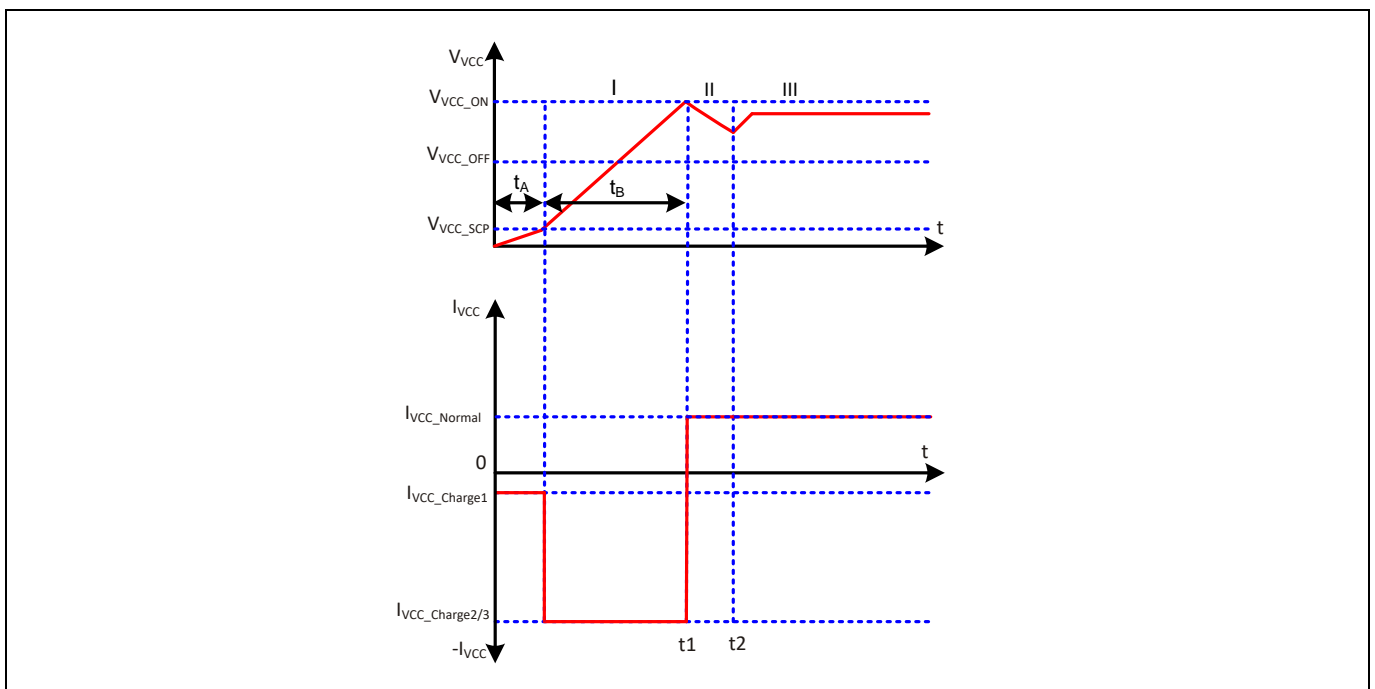 V_VCC
V_VCC_ON
I
II
III
V_VCC_OFF
t_A
t_B
V_VCC_SCP
t
I_VCC
I_VCC_Normal
0
t
I_VCC_Charge1
I_VCC_Charge2/3
-I_VCC
t1
t2